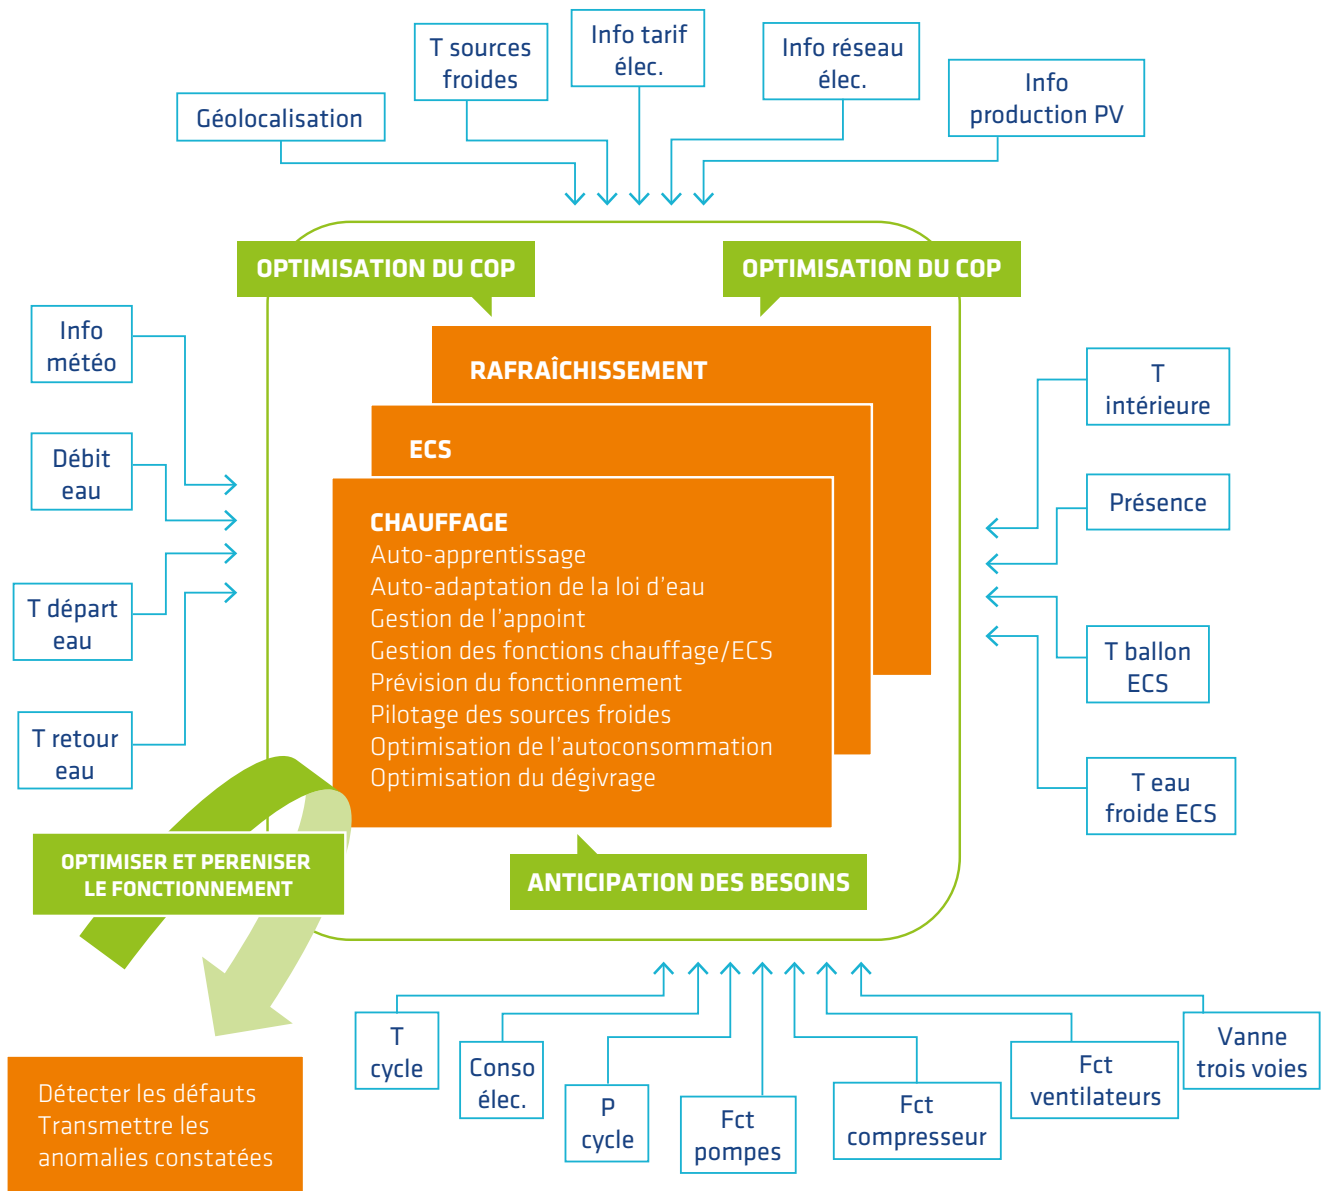 Géolocalisation
T sources
froides
Info tarif
élec.
Info réseau
élec.
Info
production PV
OPTIMISATION DU COP
OPTIMISATION DU COP
Info
météo
Débit
eau
T départ
eau
T retour
eau
RAFRAÎCHISSEMENT
ECS
CHAUFFAGE
Auto-apprentissage
Auto-adaptation de la loi d'eau
Gestion de l'appoint
Gestion des fonctions chauffage/ECS
Prévision du fonctionnement
Pilotage des sources froides
Optimisation de l'autoconsommation
Optimisation du dégivrage
T
intérieure
Présence
T ballon
ECS
T eau
froide ECS
OPTIMISER ET PERENISER
LE FONCTIONNEMENT
ANTICIPATION DES BESOINS
T
cycle
Conso
élec.
P
cycle
Fct
pompes
Fct
compresseur
Fct
ventilateurs
Vanne
trois voies
Détecter les défauts
Transmettre les
anomalies constatées